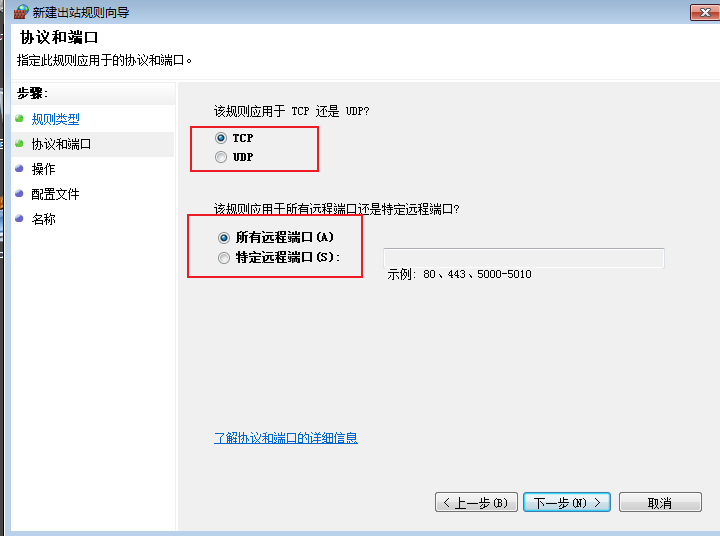 新建出站规则向导
协议和端口
指定此规则应用于的协议和端口。
步骤:
规则类型
协议和端口
操作
配置文件
名称
该规则应用于 TCP 还是 UDP?
TCP
UDP
该规则应用于所有远程端口还是特定远程端口?
所有远程端口(A)
特定远程端口(S):
示例: 80、443、5000-5010
了解协议和端口的详细信息
< 上一步(B)
下一步(N) >
取消